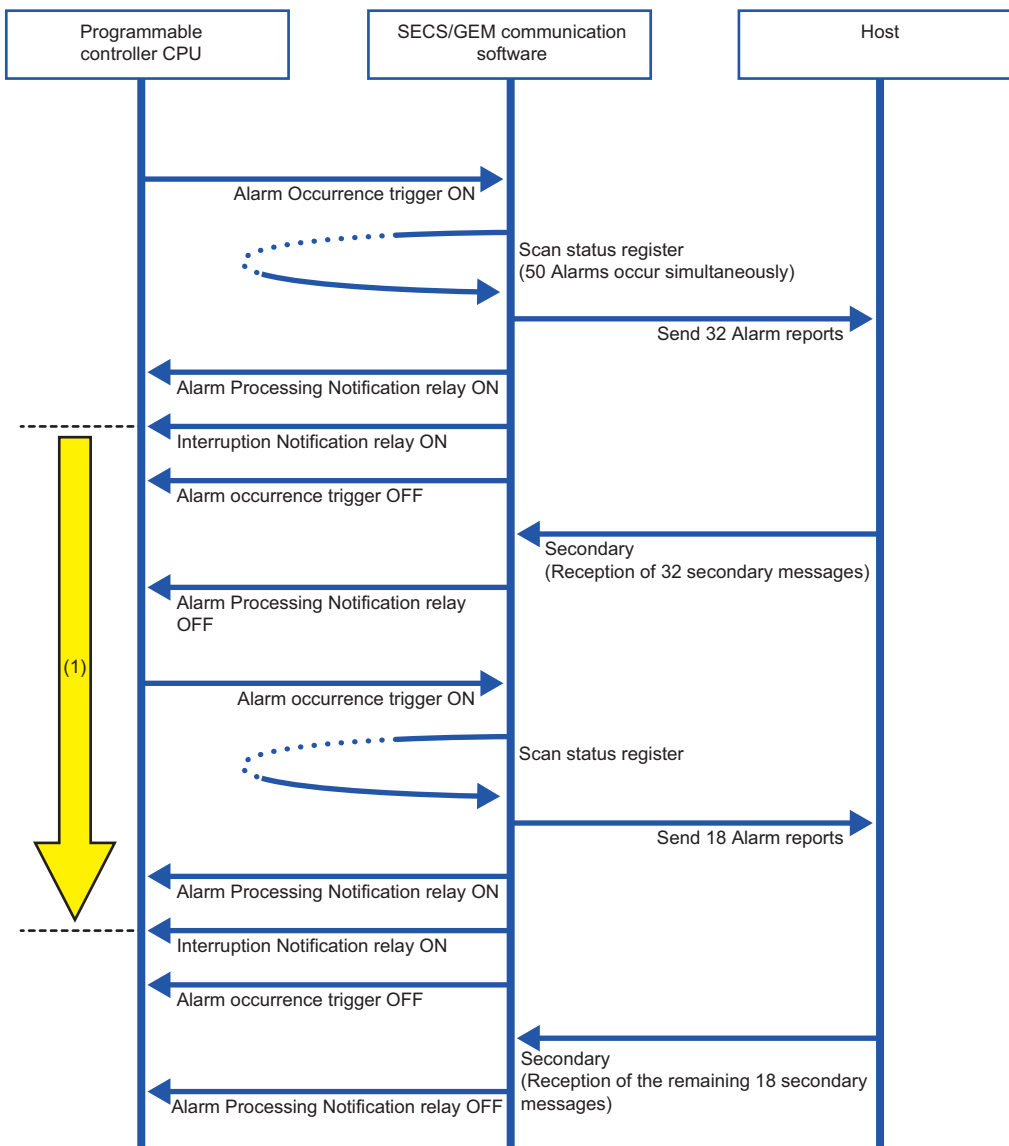 Programmable
controller CPU
SECS/GEM communication
software
Host
Alarm Occurrence trigger ON
Scan status register
(50 Alarms occur simultaneously)
Send 32 Alarm reports
Alarm Processing Notification relay ON
Interruption Notification relay ON
Alarm occurrence trigger OFF
Secondary
(Reception of 32 secondary messages)
Alarm Processing Notification relay
OFF
(1)
Alarm occurrence trigger ON
Scan status register
Send 18 Alarm reports
Alarm Processing Notification relay ON
Interruption Notification relay ON
Alarm occurrence trigger OFF
Secondary
(Reception of the remaining 18 secondary
messages)
Alarm Processing Notification relay OFF